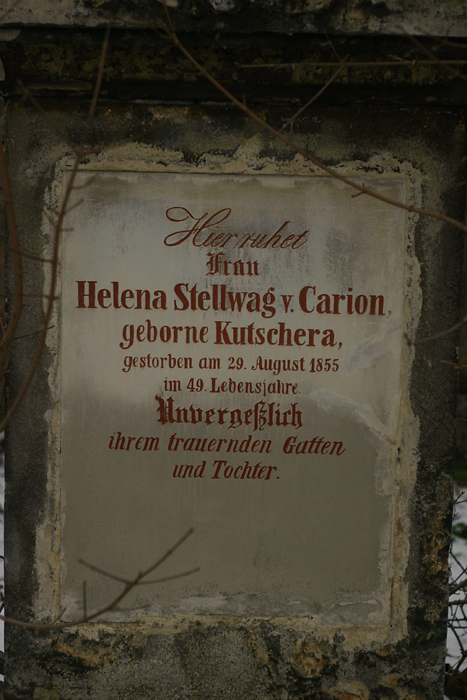 Hier ruhet
Frau
Helena Stellwag v. Carion,
geborne Kutschera,
gestorben am 29. August 1855
im 49. Lebensjahre.
Unvergeßlich
ihrem trauernden Gatten
und Tochter.